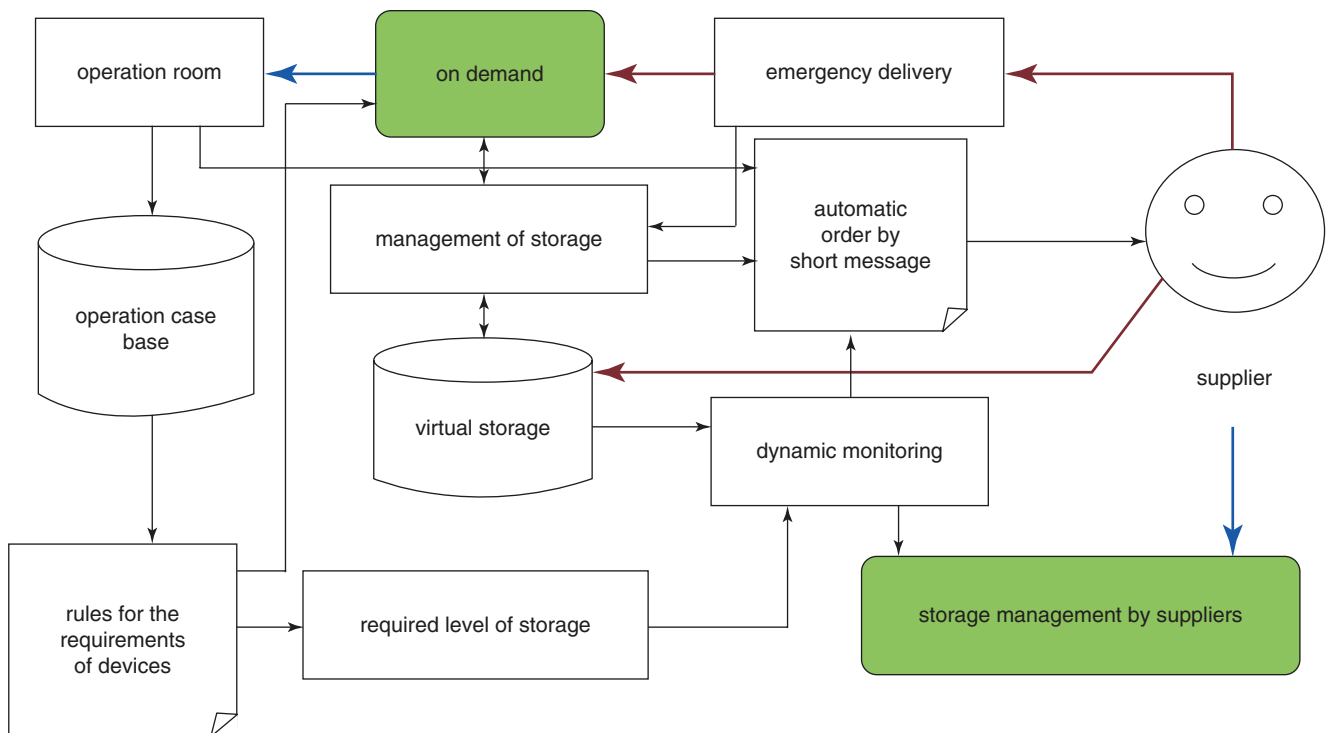 operation room
on demand
emergency delivery
management of storage
automatic
order by
short message
operation case
base
virtual storage
dynamic monitoring
supplier
rules for the
requirements
of devices
required level of storage
storage management by suppliers